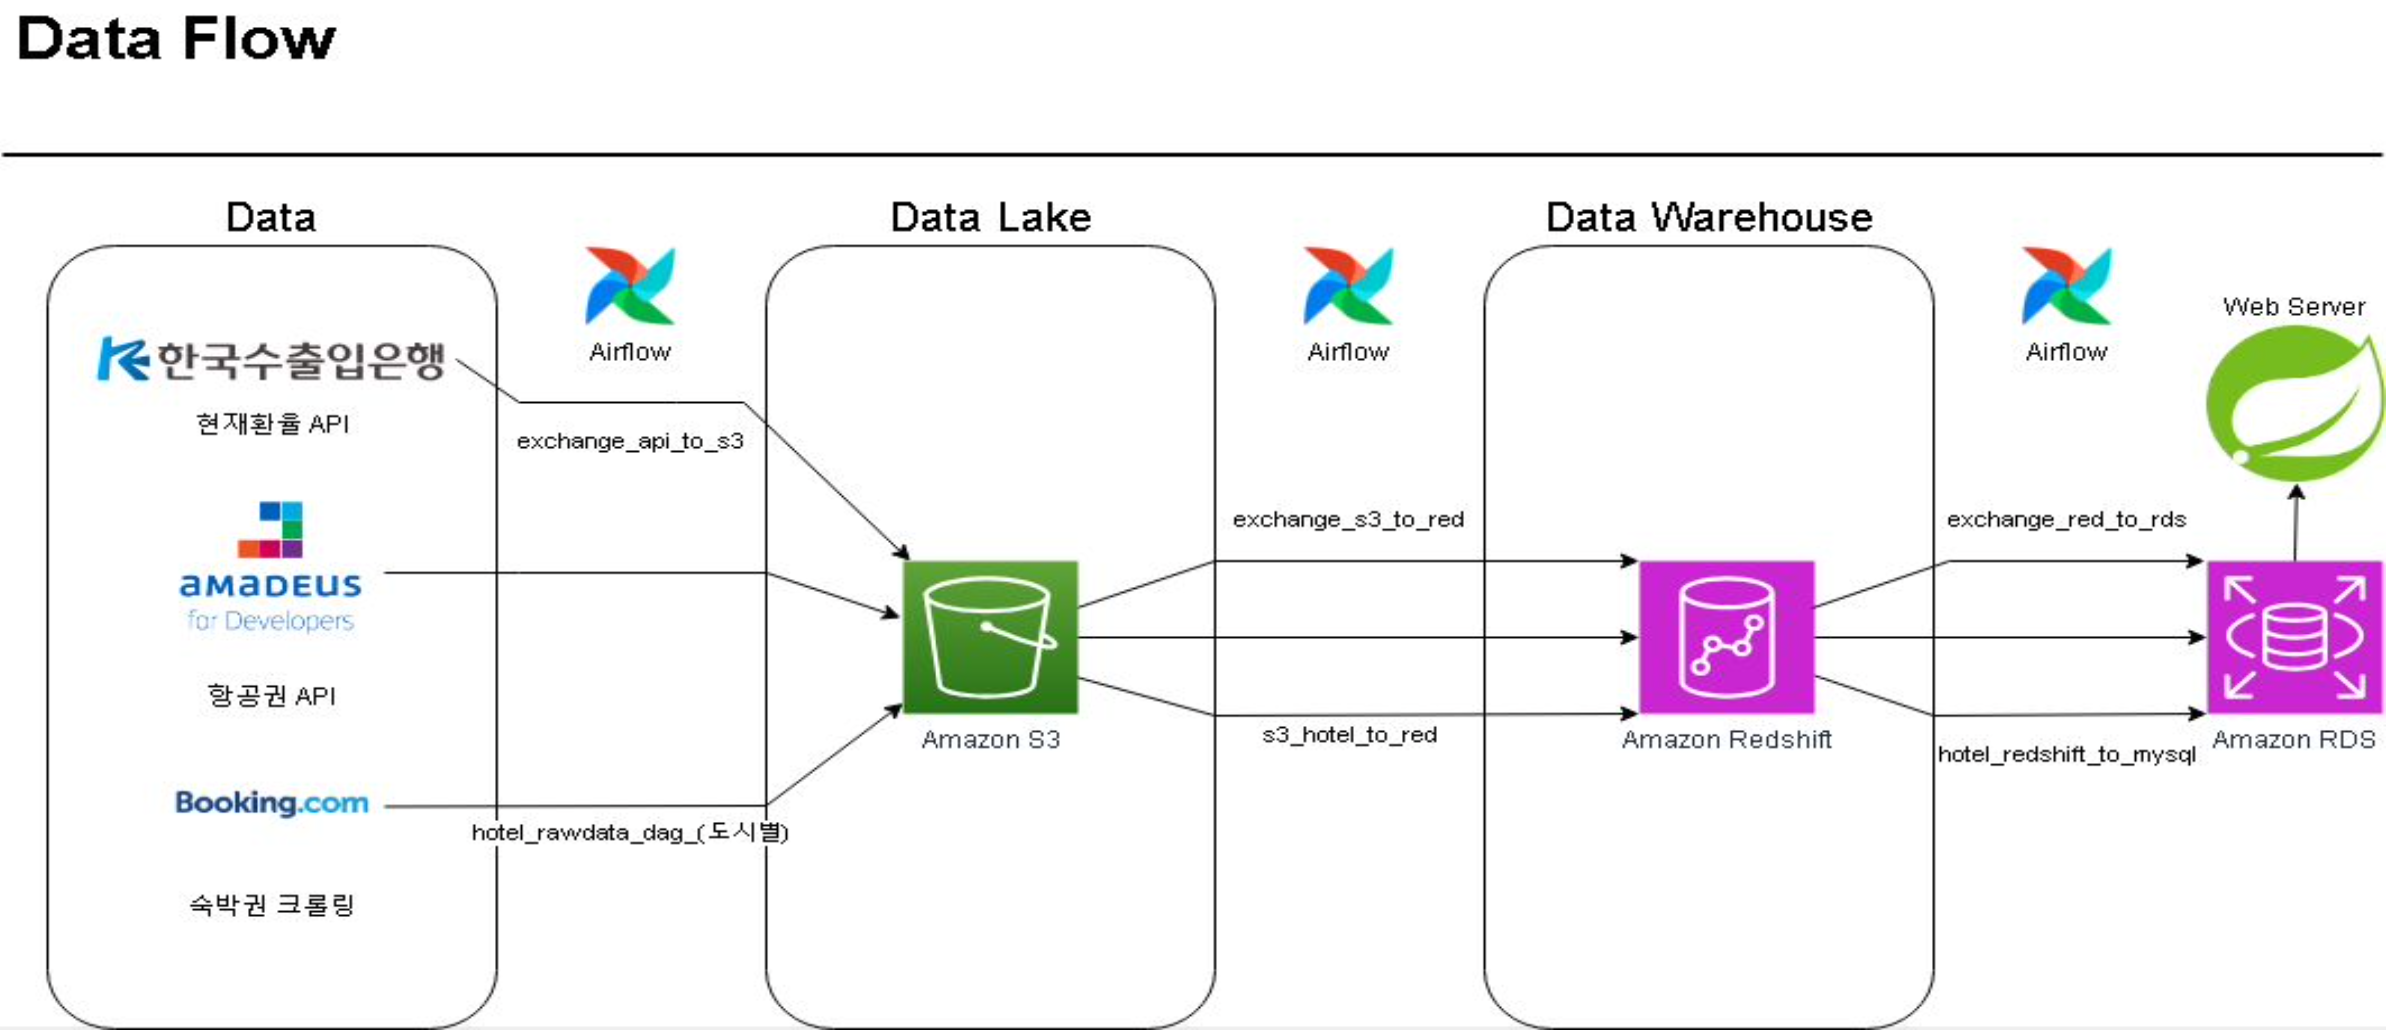 Data Flow
Data
Data Lake
Data Warehouse
Airflow
Airflow
Airflow
Web Server
한국수출입은행
현재환율 API
exchange_api_to_s3
aMaDEUS
for Developers
항공권 API
Booking.com
hotel_rawdata_dag_(도시별)
숙박권 크롤링
Amazon S3
exchange_s3_to_red
s3_hotel_to_red
Amazon Redshift
exchange_red_to_rds
hotel_redshift_to_mysql
Amazon RDS